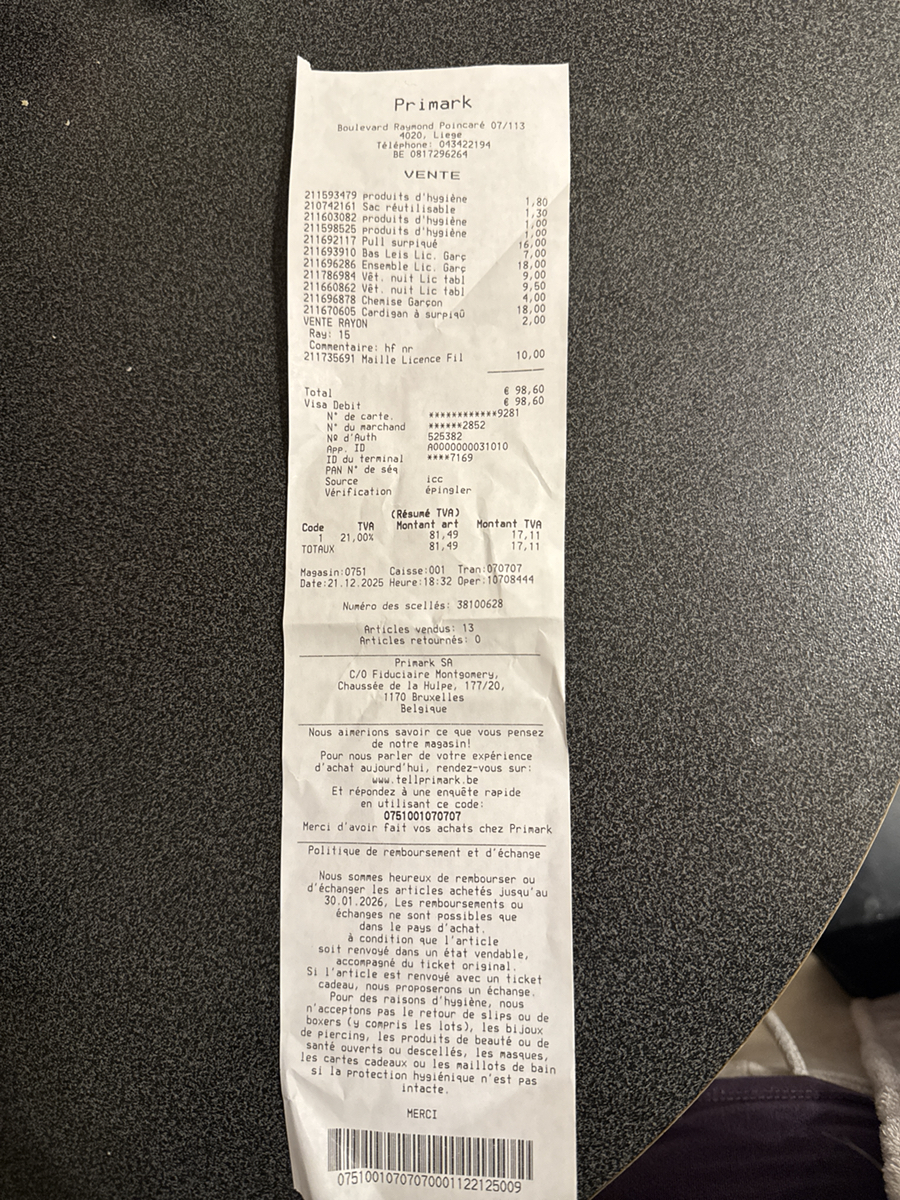 Primark
Boulevard Raymond Poincaré 07/113
4020, Liege
Téléphone: 043422194
BE 0817296264
VENTE
211593479 produits d'hygiène 1,80
210742161 Sac réutilisable 1,30
211603082 produits d'hygiène 1,00
211598525 produits d'hygiène 1,00
211692117 Pull surpiqué 16,00
211693910 Bas Leis Lic. Garç 7,00
211696286 Ensemble Lic. Garç 18,00
211786984 Vêt. nuit Lic tabl 9,00
211660862 Vêt. nuit Lic tabl 9,50
211696878 Chemise Garçon 4,00
211670605 Cardigan à surpiqû 18,00
VENTE RAYON 2,00
Ray: 15
Commentaire: hf nr
211735691 Maille Licence Fil 10,00
Total € 98,60
Visa Debit € 98,60
N° de carte. ************9281
N° du marchand ******2852
Nº d'Auth 525382
App. ID A0000000031010
ID du terminal ****7169
PAN N° de séq
Source icc
Vérification épingler
(Résumé TVA)
Code TVA Montant art Montant TVA
1 21,00% 81,49 17,11
TOTAUX 81,49 17,11
Magasin:0751 Caisse:001 Tran:070707
Date:21.12.2025 Heure:18:32 Oper:10708444
Numéro des scellés: 38100628
Articles vendus: 13
Articles retournés: 0
Primark SA
C/O Fiduciaire Montgomery,
Chaussée de la Hulpe, 177/20,
1170 Bruxelles
Belgique
Nous aimerions savoir ce que vous pensez
de notre magasin!
Pour nous parler de votre expérience
d'achat aujourd'hui, rendez-vous sur:
www.tellprimark.be
Et répondez à une enquête rapide
en utilisant ce code:
0751001070707
Merci d'avoir fait vos achats chez Primark
Politique de remboursement et d'échange
Nous sommes heureux de rembourser ou
d'échanger les articles achetés jusqu'au
30.01.2026, Les remboursements ou
échanges ne sont possibles que
dans le pays d'achat.
à condition que l'article
soit renvoyé dans un état vendable,
accompagné du ticket original.
Si l'article est renvoyé avec un ticket
cadeau, nous proposerons un échange.
Pour des raisons d'hygiène, nous
n'acceptons pas le retour de slips ou de
boxers (y compris les lots), les bijoux
de piercing, les produits de beauté ou de
santé ouverts ou descellés, les masques,
les cartes cadeaux ou les maillots de bain
si la protection hygiénique n'est pas
intacte.
MERCI
07510010707070001122125009